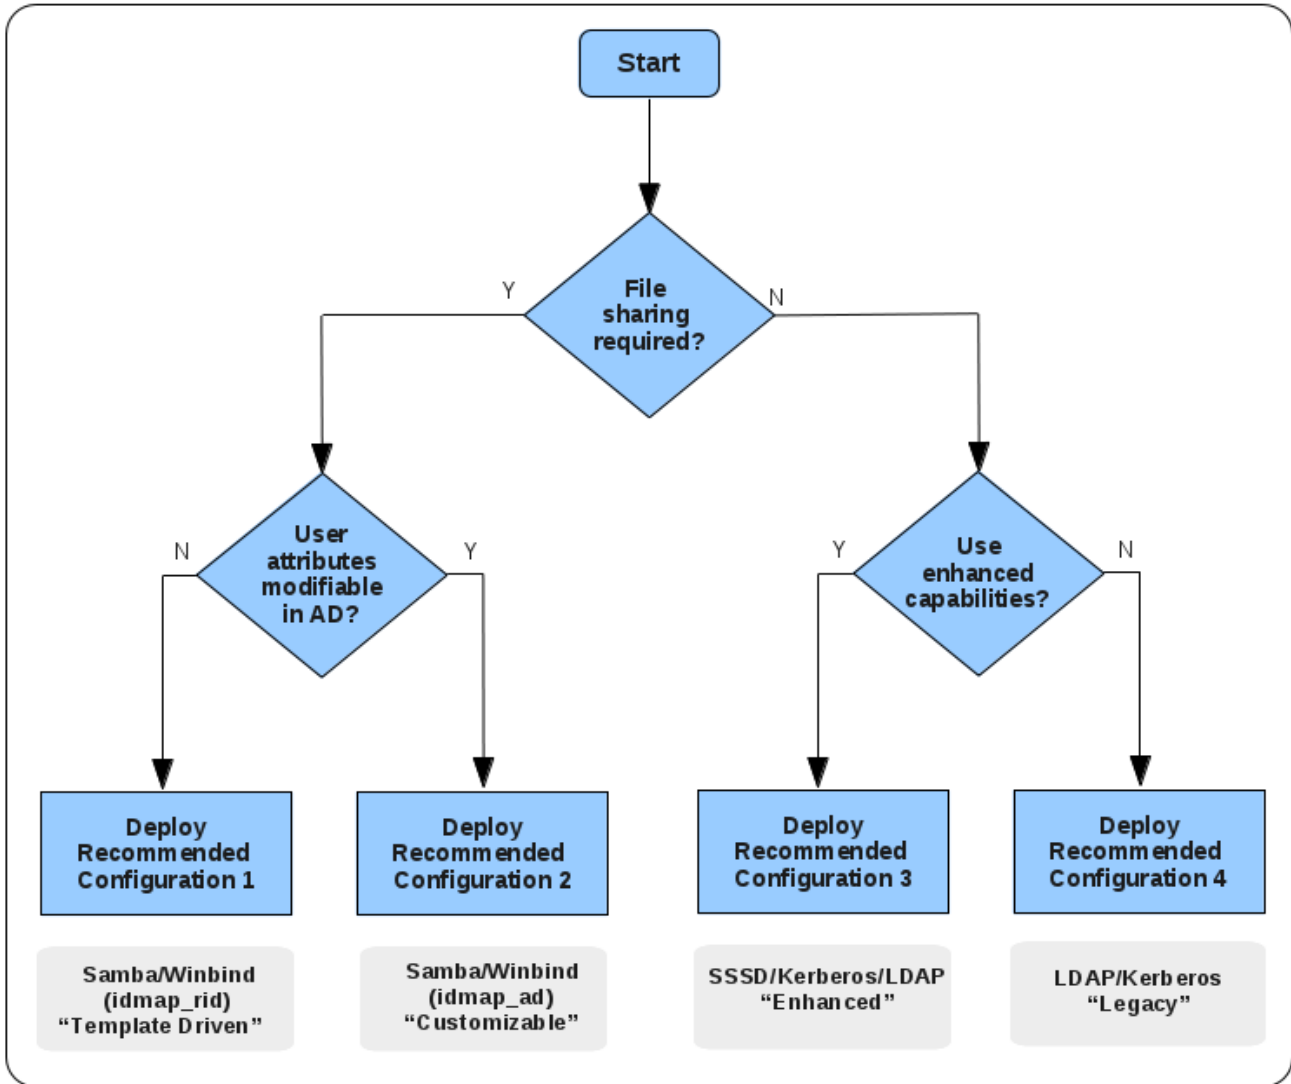 Start
File
sharing
required?
Y
N
User
attributes
modifiable
in AD?
N
Y
Use
enhanced
capabilities?
Y
N
Deploy
Recommended
Configuration 1
Deploy
Recommended
Configuration 2
Deploy
Recommended
Configuration 3
Deploy
Recommended
Configuration 4
Samba/Winbind
(idmap_rid)
“Template Driven”
Samba/Winbind
(idmap_ad)
“Customizable”
SSSD/Kerberos/LDAP
“Enhanced”
LDAP/Kerberos
“Legacy”